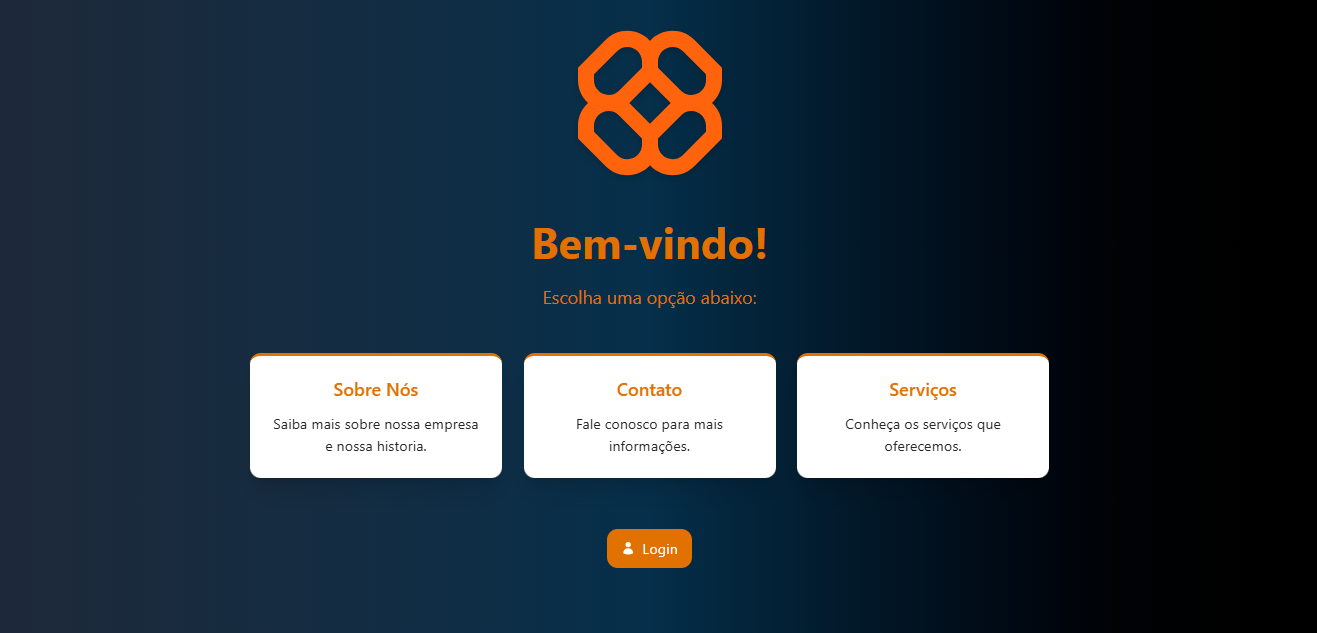 Bem-vindo!
Escolha uma opção abaixo:
Sobre Nós
Saiba mais sobre nossa empresa
e nossa historia.
Contato
Fale conosco para mais
informações.
Serviços
Conheça os serviços que
oferecemos.
Login